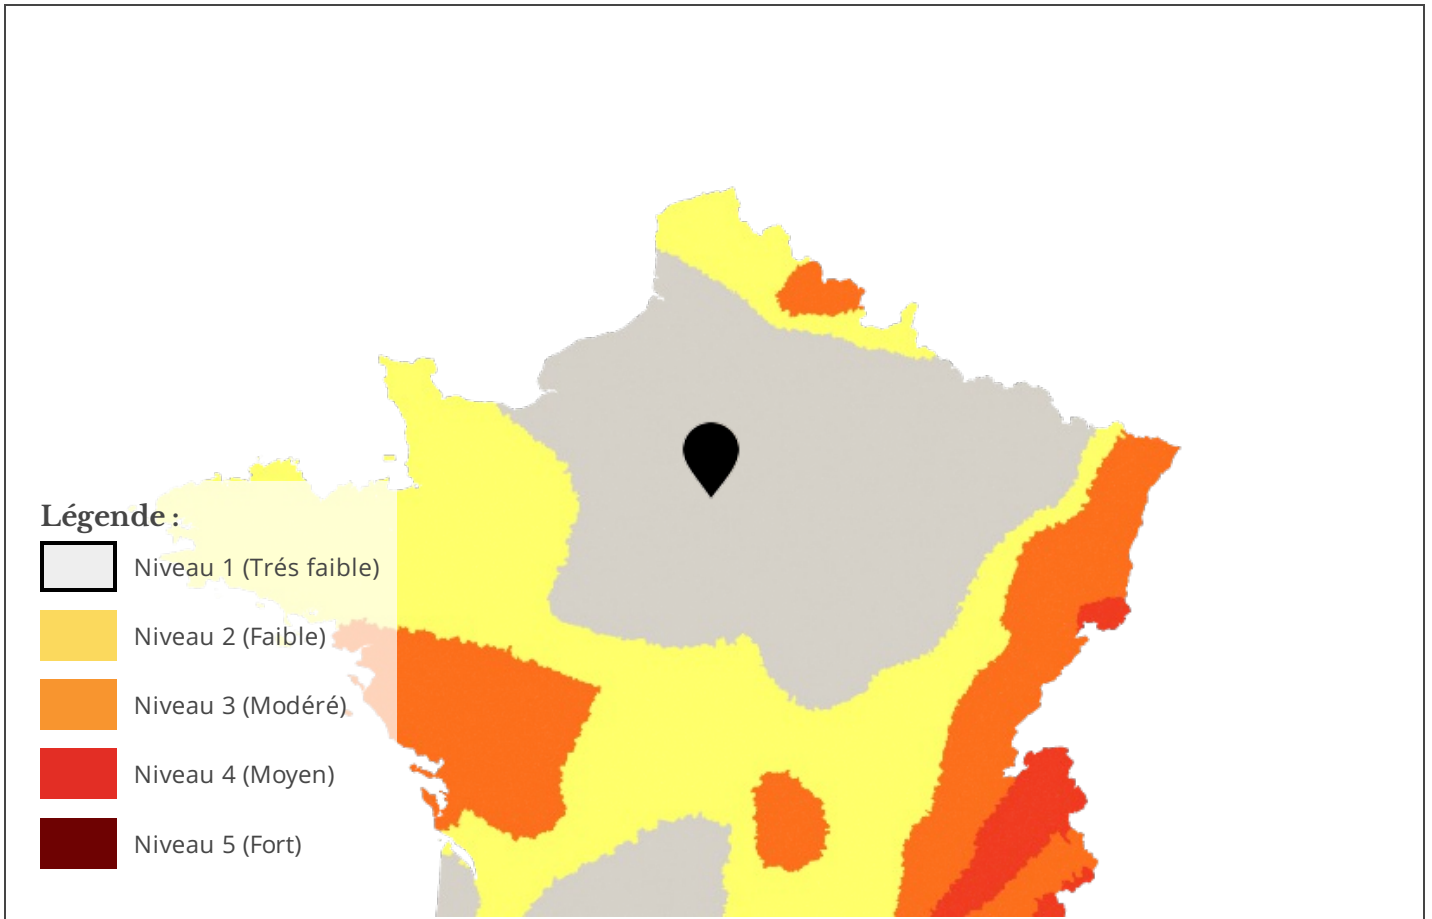 Légende :
Niveau 1 (Trés faible)
Niveau 2 (Faible)
Niveau 3 (Modéré)
Niveau 4 (Moyen)
Niveau 5 (Fort)